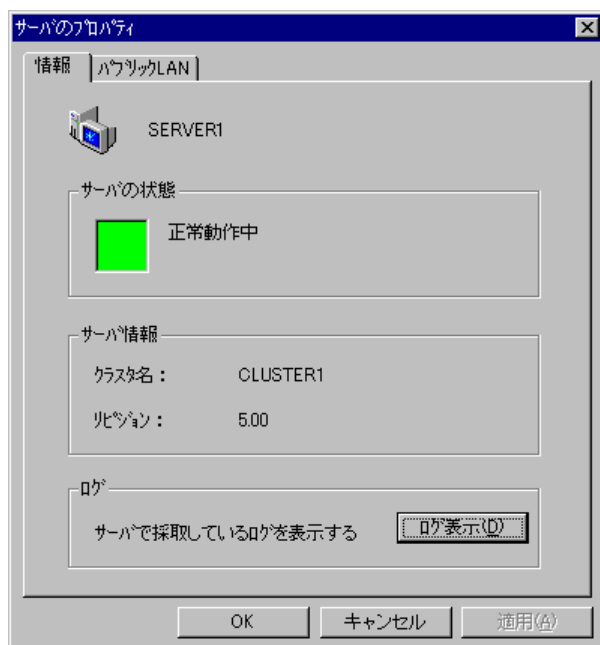 サーバのプロパティ
情報
パブリックLAN
SERVER1
サーバの状態
正常動作中
サーバ情報
クラスタ名： CLUSTER1
リビジョン： 5.00
ログ
サーバで採取しているログを表示する ログ表示(D)
OK キャンセル 適用(A)